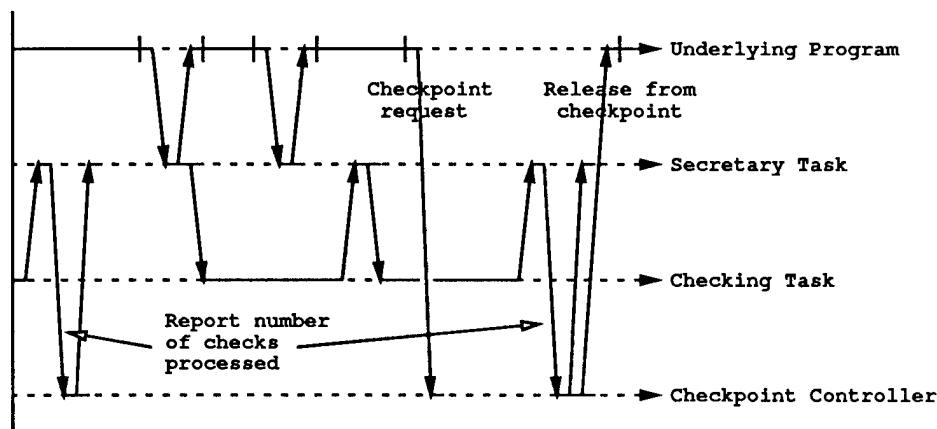 Underlying Program
Checkpoint
request
Release from
checkpoint
Secretary Task
Checking Task
Report number
of checks
processed
Checkpoint Controller